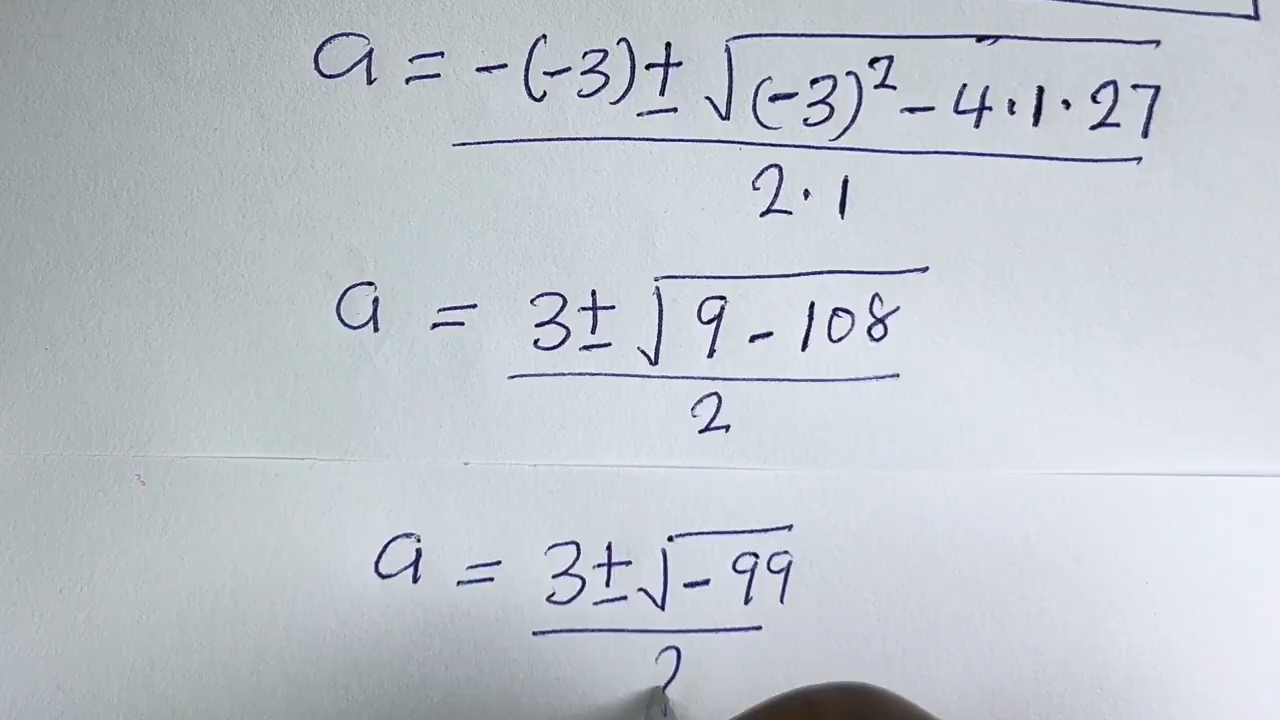 a = -(-3) ± √(-3)² - 4·1·27
2·1
a = 3 ± √9 - 108
2
a = 3 ± √-99
2